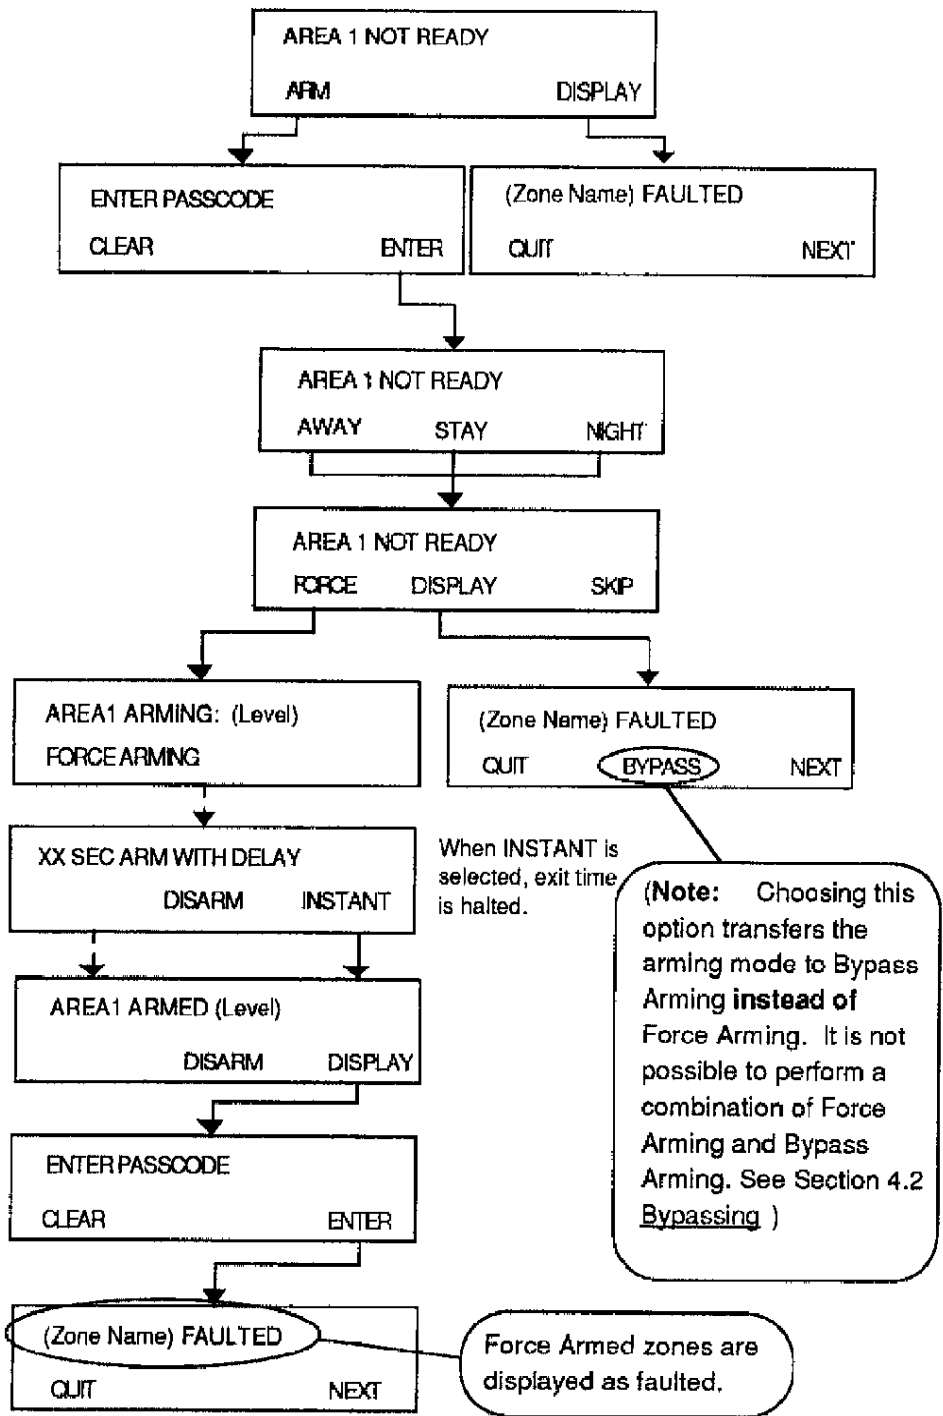 AREA 1 NOT READY
ARM DISPLAY
ENTER PASSCODE
CLEAR ENTER
(Zone Name) FAULTED
QUIT NEXT
AREA 1 NOT READY
AWAY STAY NIGHT
AREA 1 NOT READY
FORCE DISPLAY SKIP
AREA1 ARMING: (Level)
FORCE ARMING
(Zone Name) FAULTED
QUIT BYPASS NEXT
XX SEC ARM WITH DELAY
DISARM INSTANT
When INSTANT is
selected, exit time
is halted.
(Note: Choosing this
option transfers the
arming mode to Bypass
Arming instead of
Force Arming. It is not
possible to perform a
combination of Force
Arming and Bypass
Arming. See Section 4.2
Bypassing )
AREA1 ARMED (Level)
DISARM DISPLAY
ENTER PASSCODE
CLEAR ENTER
(Zone Name) FAULTED
QUIT NEXT
Force Armed zones are
displayed as faulted.